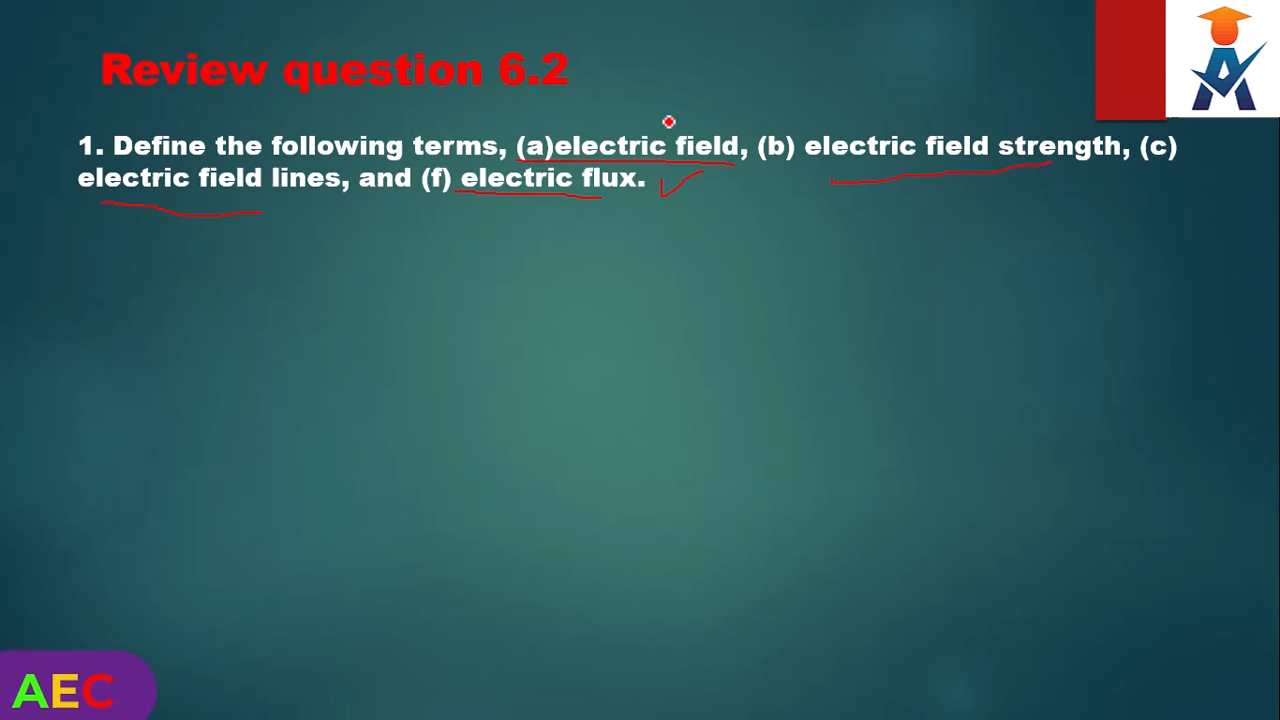 Review question 6.2
1. Define the following terms, (a)electric field, (b) electric field strength, (c)
electric field lines, and (f) electric flux.
AEC